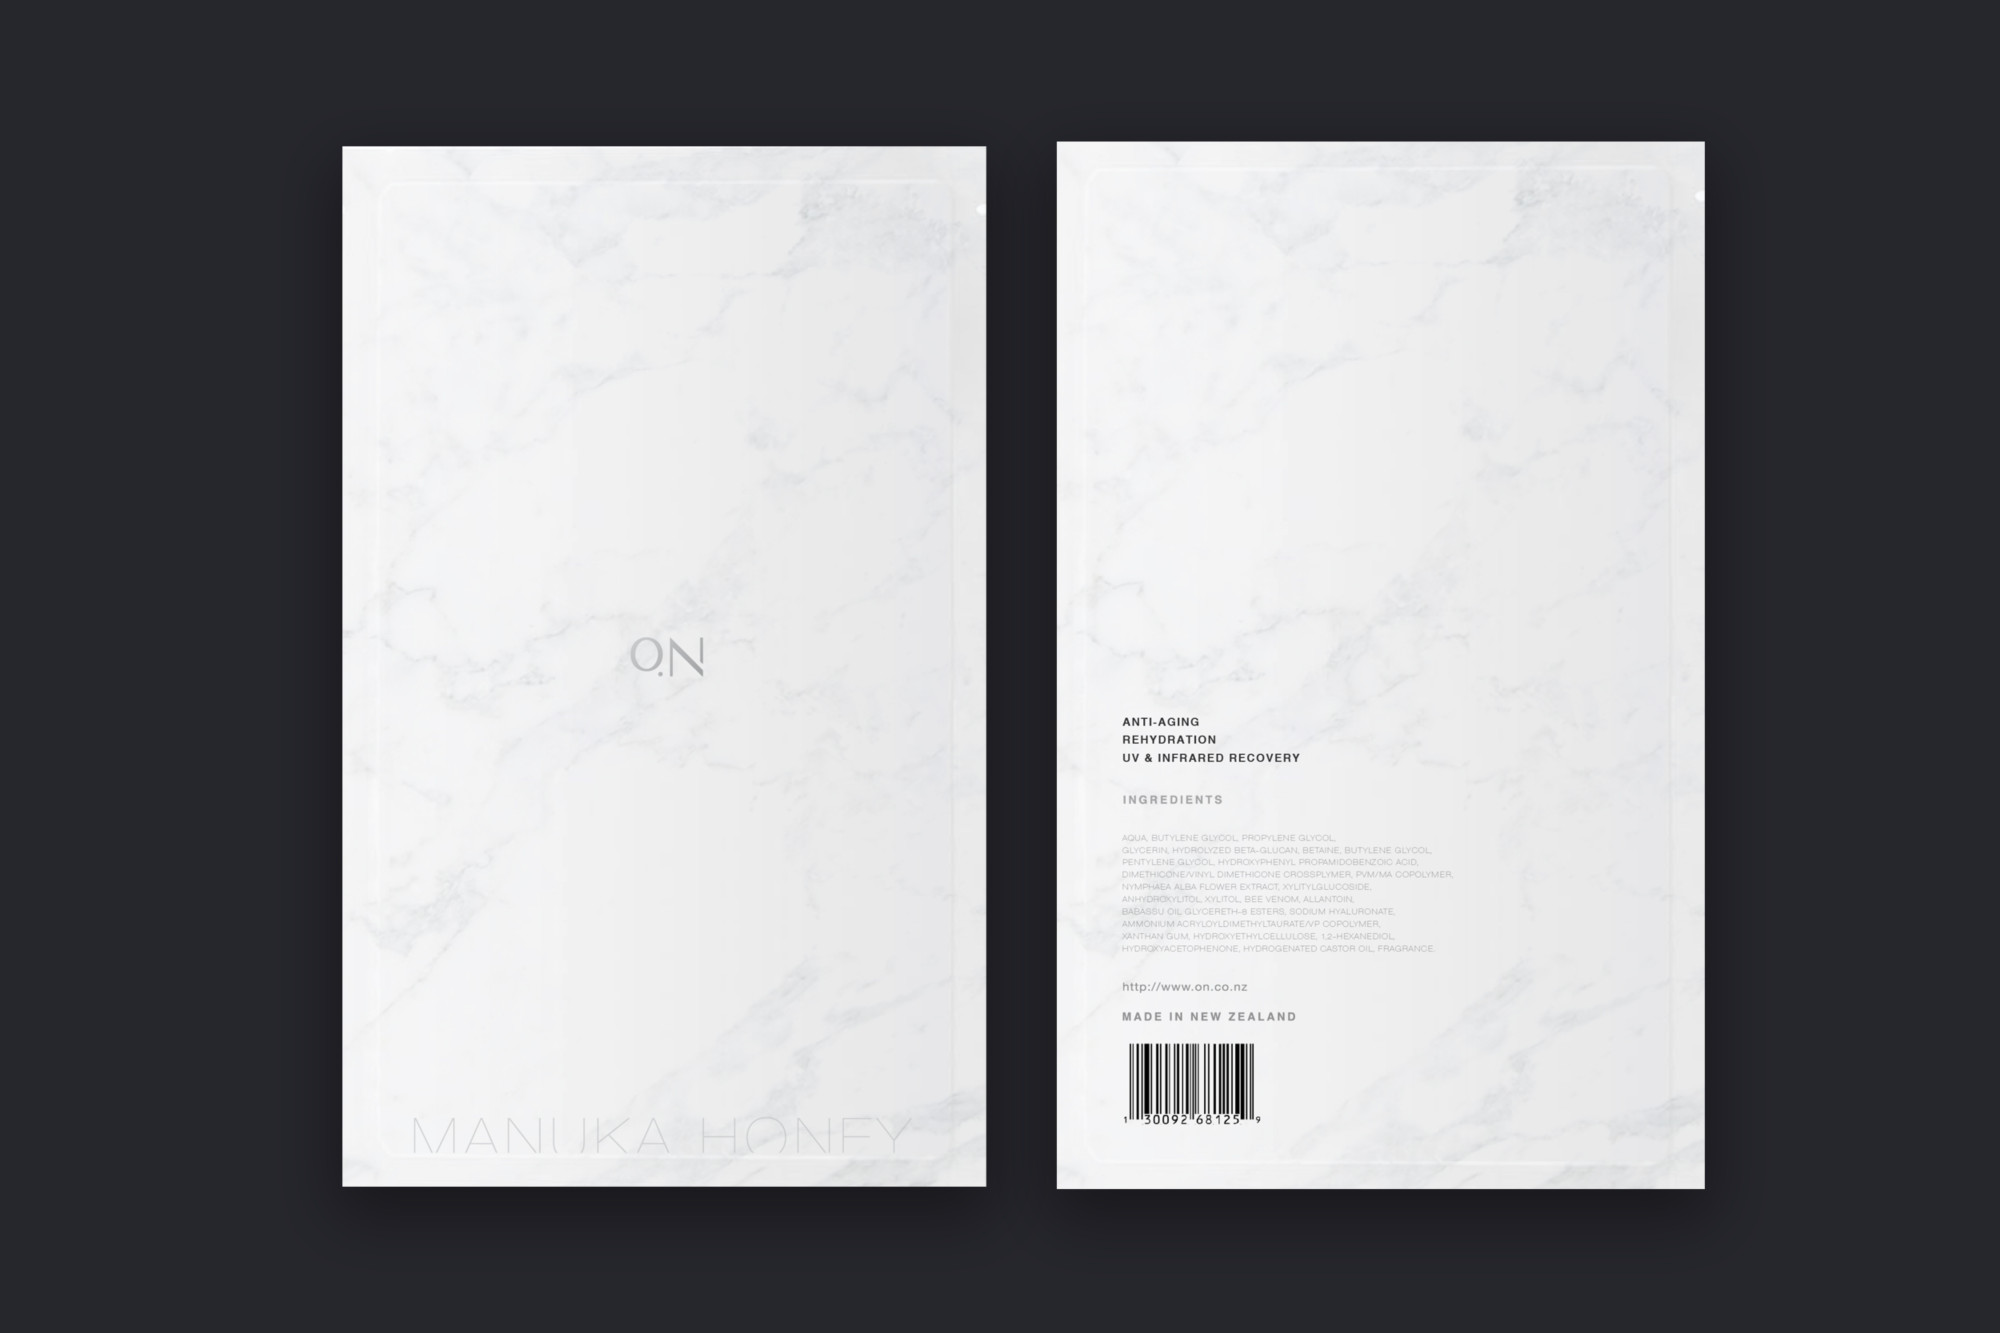 O.N
MANUKA HONEY
ANTI-AGING
REHYDRATION
UV & INFRARED RECOVERY
INGREDIENTS
AQUA, BUTYLENE GLYCOL, PROPYLENE GLYCOL,
GLYCERIN, HYDROLYZED BETA-GLUCAN, BETAINE, BUTYLENE GLYCOL,
PENTYLENE GLYCOL, HYDROXYPHENYL PROPAMIDOBENZOIC ACID,
DIMETHICONE/VINYL DIMETHICONE CROSSPLYMER, PVM/MA COPOLYMER,
NYMPHAEA ALBA FLOWER EXTRACT, XYLITYLGLUCOSIDE,
ANHYDROXYLITOL, XYLITOL, BEE VENOM, ALLANTOIN,
BABASSU OIL GLYCERETH-8 ESTERS, SODIUM HYALURONATE,
AMMONIUM ACRYLOYLDIMETHYLTAURATE/VP COPOLYMER,
XANTHAN GUM, HYDROXYETHYLCELLULOSE, 1,2-HEXANEDIOL,
HYDROXYACETOPHENONE, HYDROGENATED CASTOR OIL, FRAGRANCE.
http://www.on.co.nz
MADE IN NEW ZEALAND
1 30092 68125 9